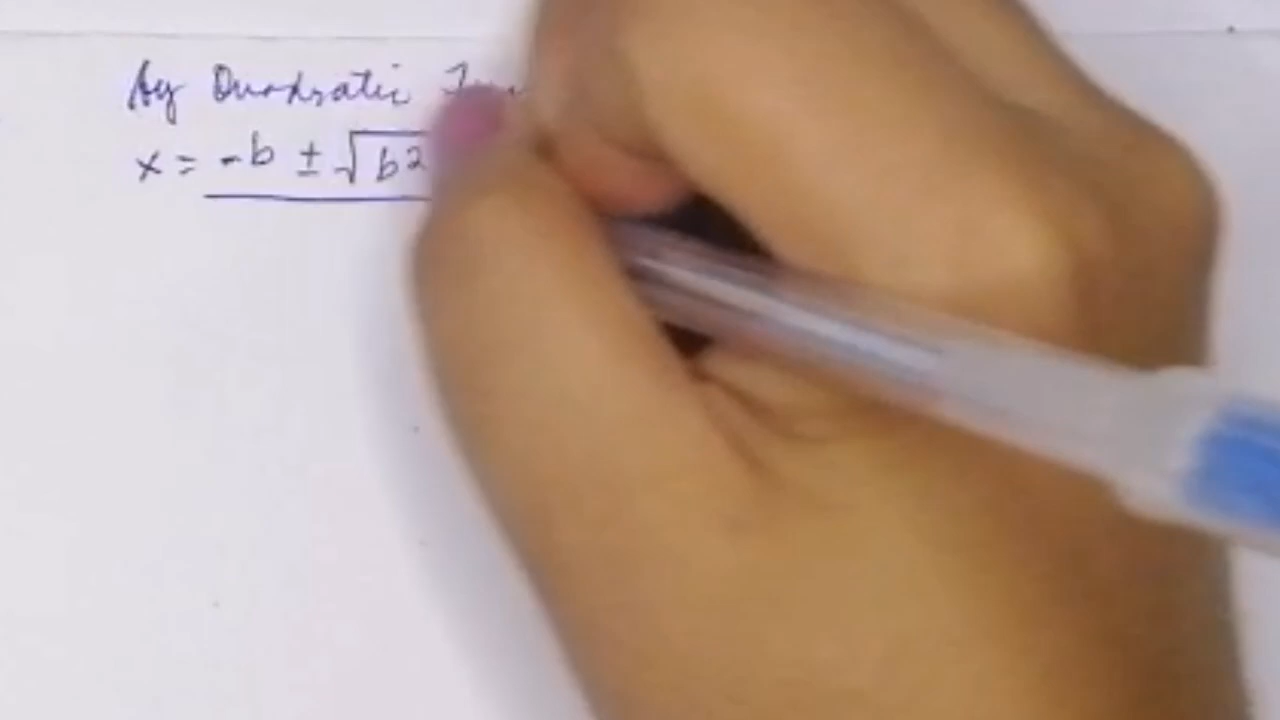 By Quadratic
x = -b ± √b²